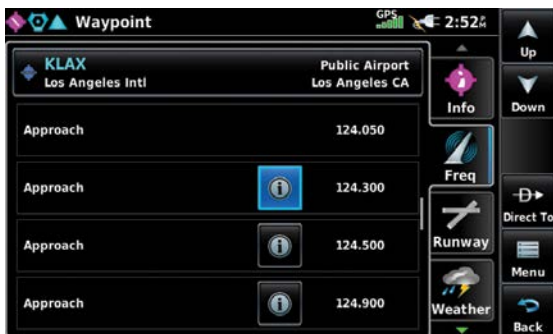 Waypoint
GPS
2:52 PM
KLAX
Public Airport
Los Angeles Intl
Los Angeles CA
Approach
124.050
Approach
124.300
Approach
124.500
Approach
124.900
Info
Freq
Runway
Weather
Up
Down
Direct To
Menu
Back